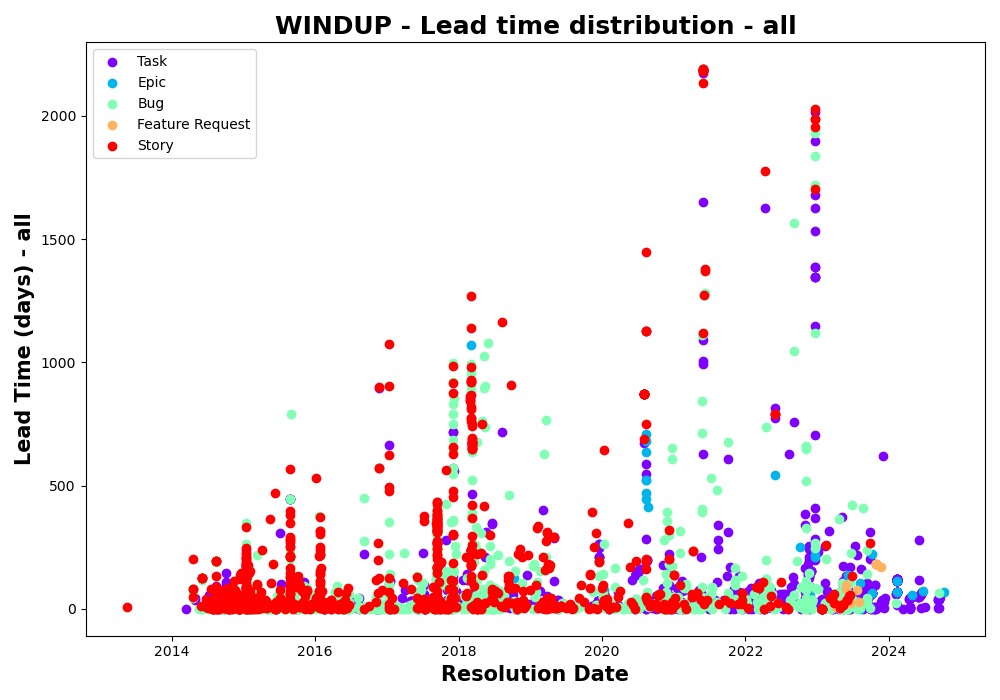 WINDUP - Lead time distribution - all
Task
Epic
Bug
Feature Request
Story
Lead Time (days) - all
2000
1500
1000
500
0
2014 2016 2018 2020 2022 2024
Resolution Date